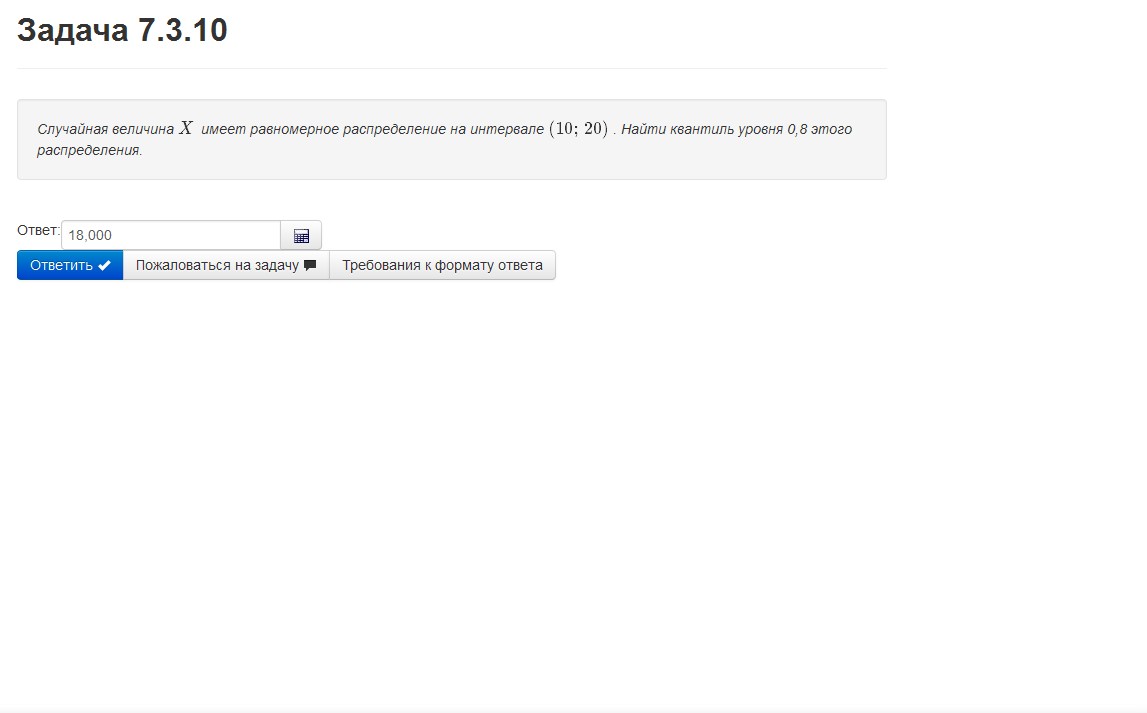 Задача 7.3.10
Случайная величина X имеет равномерное распределение на интервале (10; 20) . Найти квантиль уровня 0,8 этого
распределения.
Ответ: 18,000
Ответить Пожаловаться на задачу Требования к формату ответа